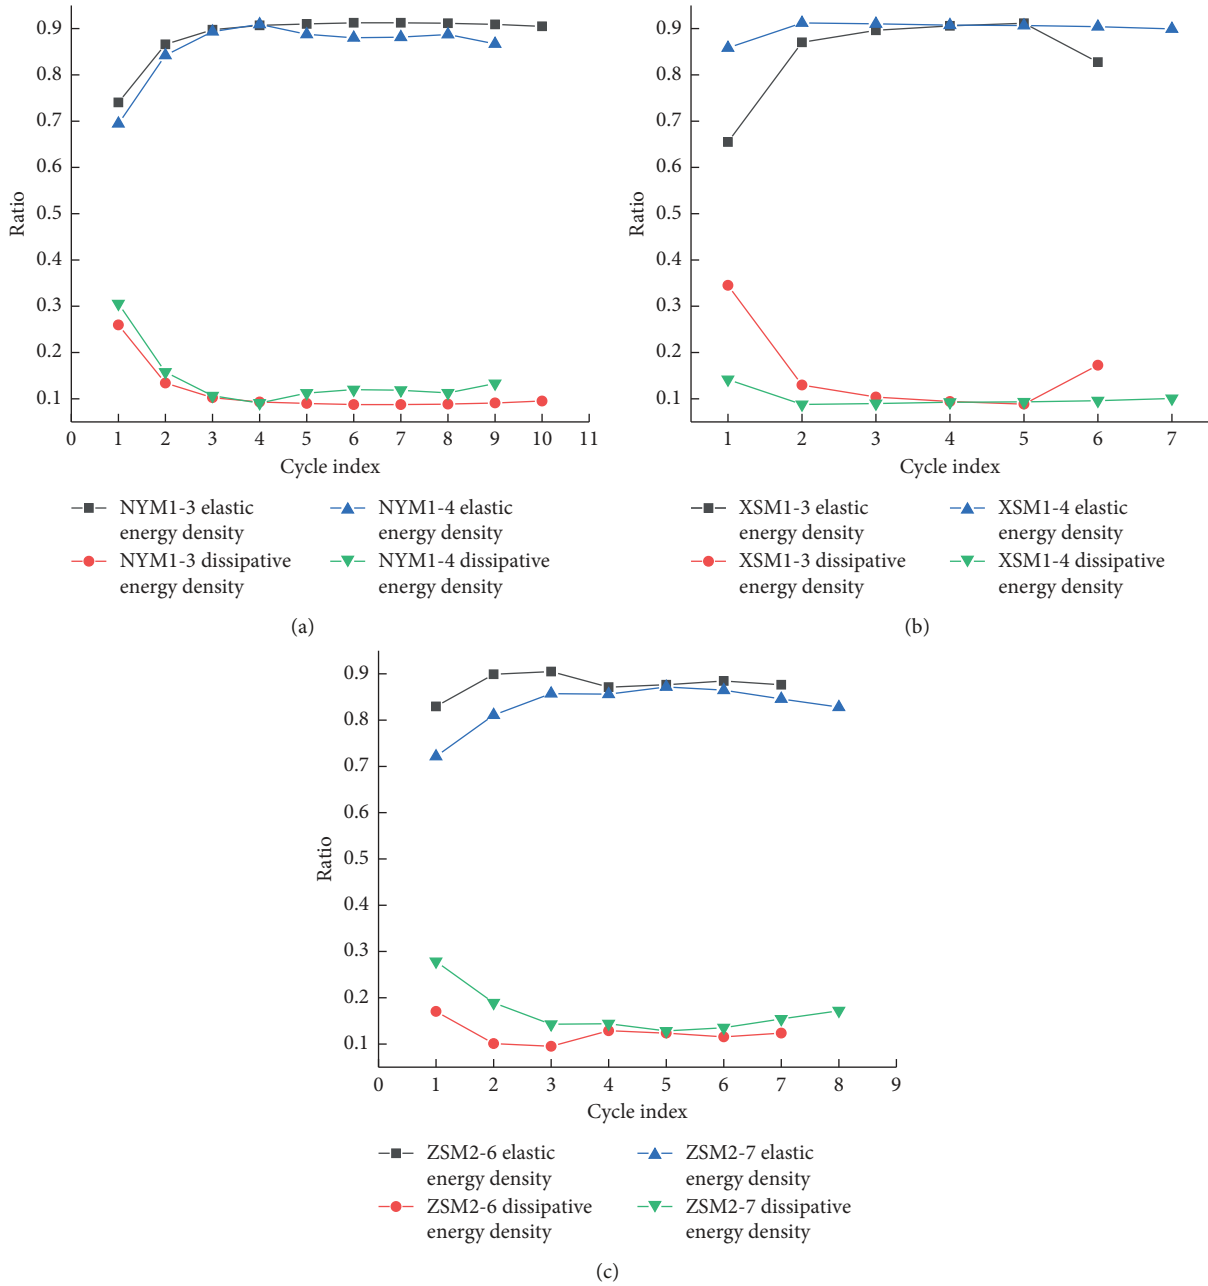 0.9
0.8
0.7
0.6
0.5
0.4
0.3
0.2
0.1
Ratio
0 1 2 3 4 5 6 7 8 9 10 11
Cycle index
NYM1-3 elastic
energy density
NYM1-3 dissipative
energy density
NYM1-4 elastic
energy density
NYM1-4 dissipative
energy density
(a)
0.9
0.8
0.7
0.6
0.5
0.4
0.3
0.2
0.1
Ratio
1 2 3 4 5 6 7
Cycle index
XSM1-3 elastic
energy density
XSM1-3 dissipative
energy density
XSM1-4 elastic
energy density
XSM1-4 dissipative
energy density
(b)
0.9
0.8
0.7
0.6
0.5
0.4
0.3
0.2
0.1
Ratio
0 1 2 3 4 5 6 7 8 9
Cycle index
ZSM2-6 elastic
energy density
ZSM2-6 dissipative
energy density
ZSM2-7 elastic
energy density
ZSM2-7 dissipative
energy density
(c)